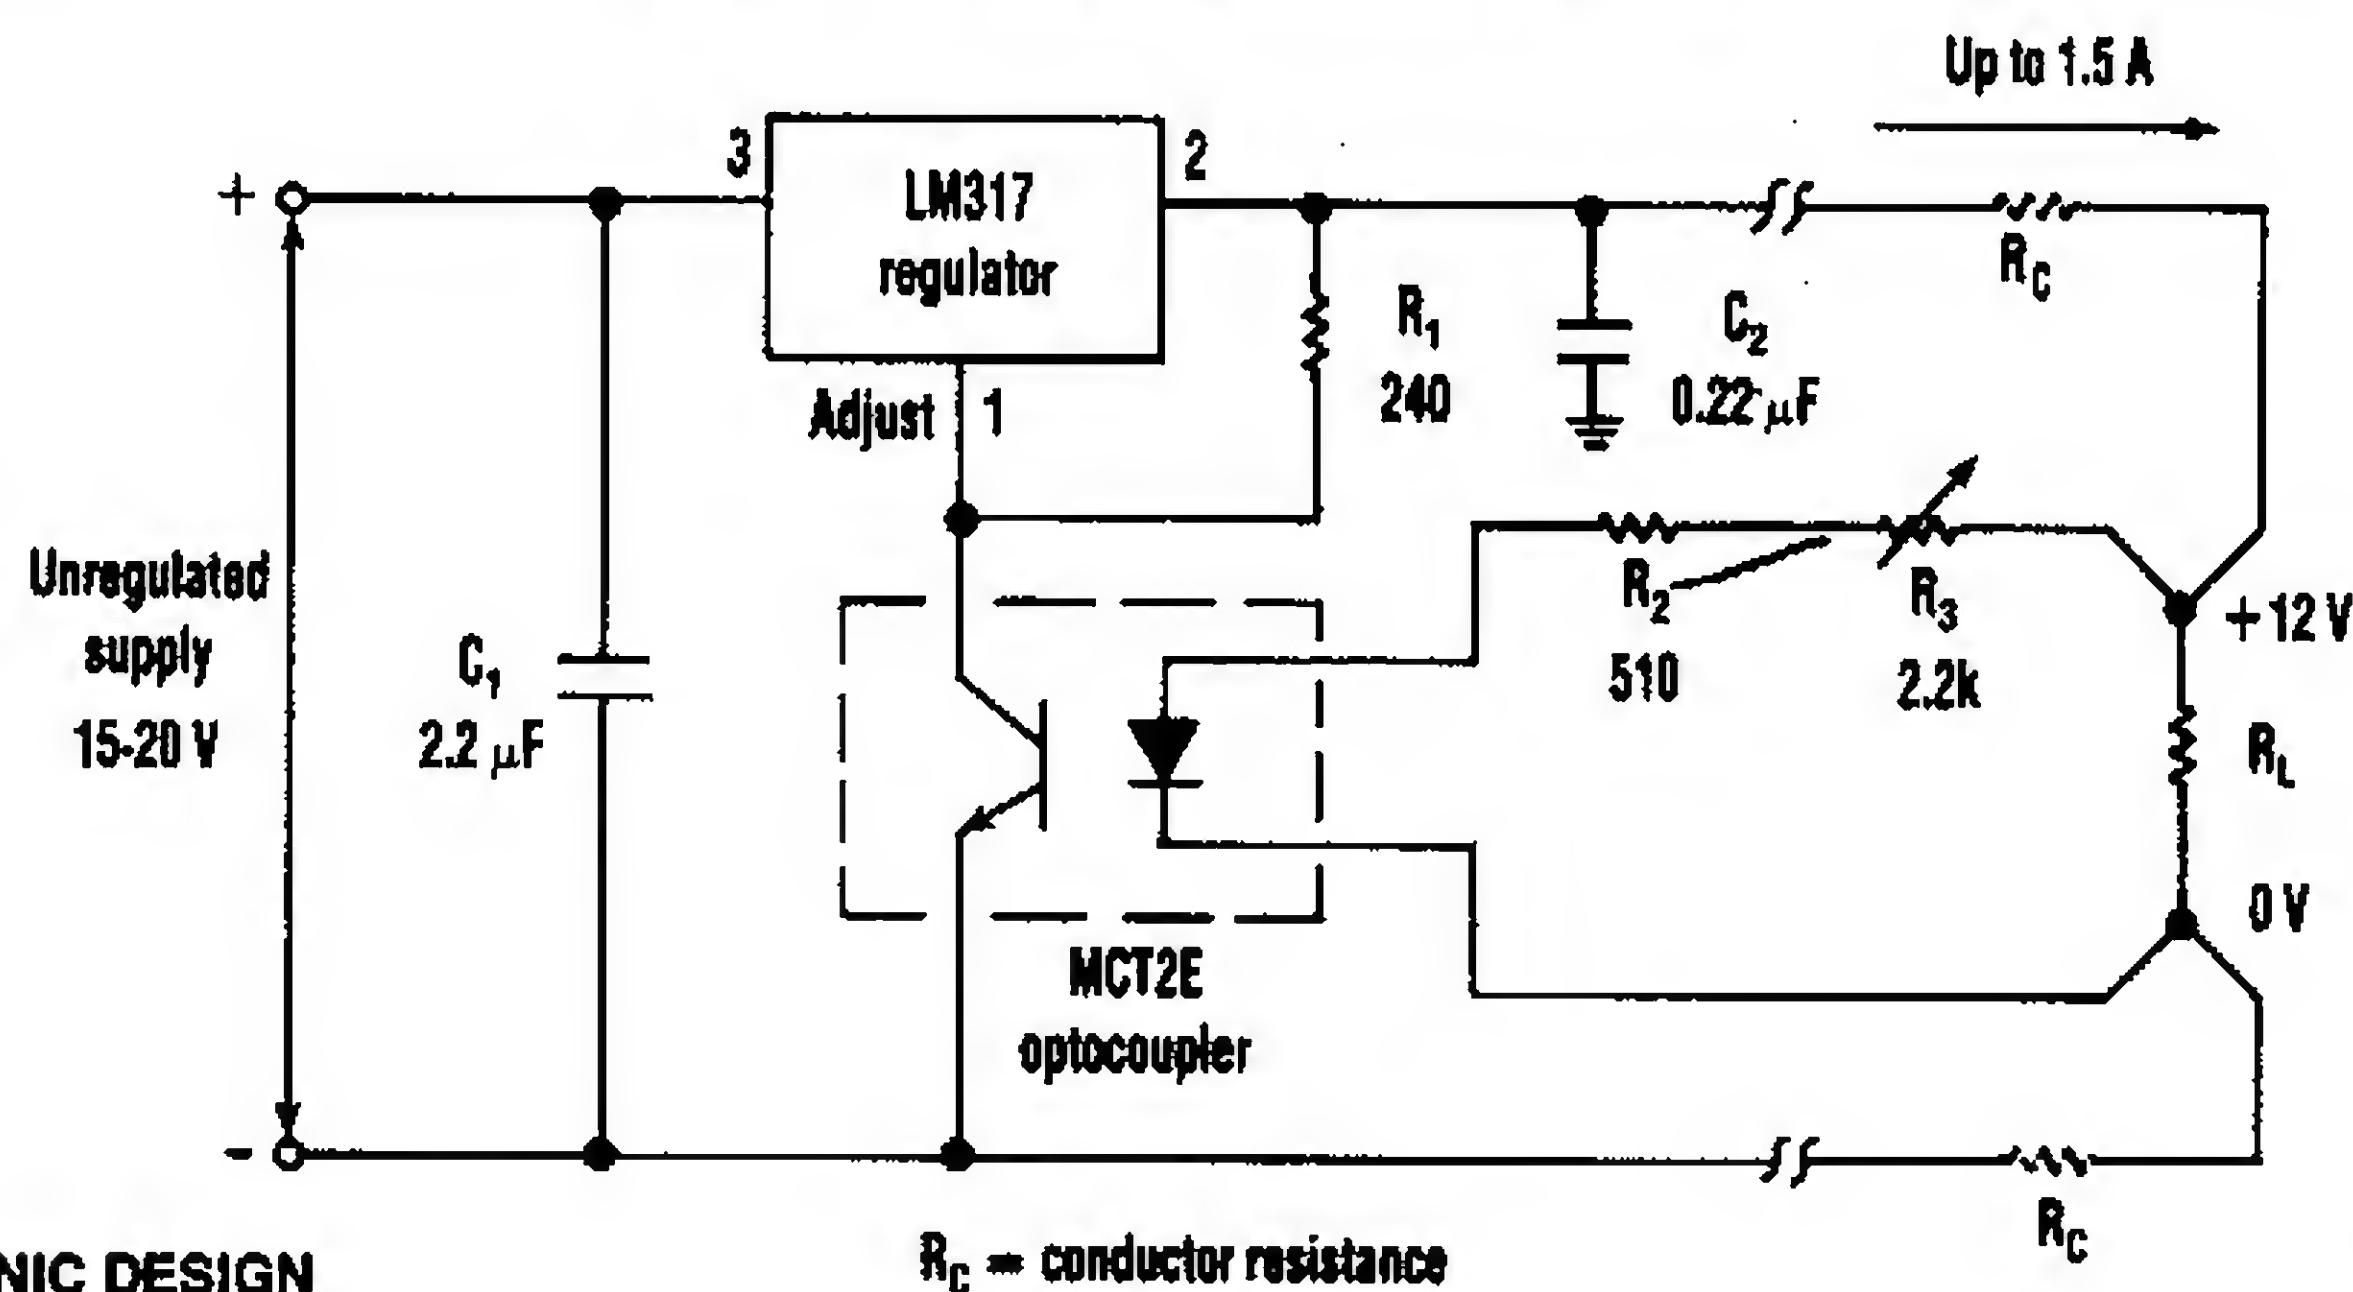 Up to 1.5 A
3
LM317
regulator
2
+
Adjust
1
R1
240
C2
0.22 μF
RC
Unregulated
supply
15-20 V
C1
2.2 μF
R2
510
R3
2.2k
+12 V
RL
0 V
MCT2E
optocoupler
-
RC
RC = conductor resistance
NIC DESIGN